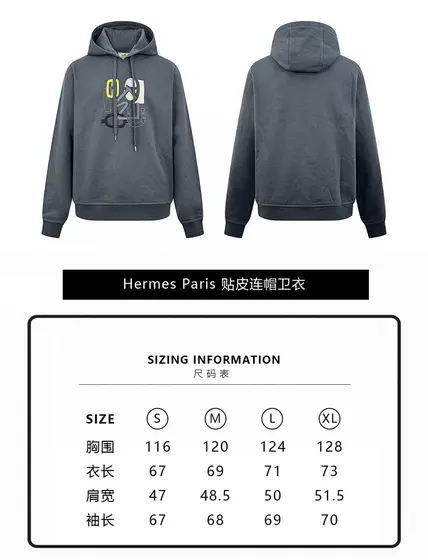 Hermes Paris 贴皮连帽卫衣
SIZING INFORMATION
尺码表
SIZE S M L XL
胸围 116 120 124 128
衣长 67 69 71 73
肩宽 47 48.5 50 51.5
袖长 67 68 69 70